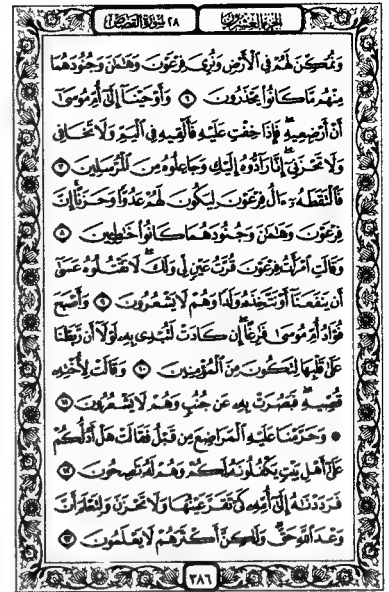 الجزء العشرون
٢٨ سورة القصص
وَنُمَكِّنَ لَهُمْ فِي الْأَرْضِ وَنُرِيَ فِرْعَوْنَ وَهَامَانَ وَجُنُودَهُمَا
مِنْهُم مَّا كَانُوا يَحْذَرُونَ ٦ وَأَوْحَيْنَا إِلَىٰ أُمِّ مُوسَىٰ
أَنْ أَرْضِعِيهِ فَإِذَا خِفْتِ عَلَيْهِ فَأَلْقِيهِ فِي الْيَمِّ وَلَا تَخَافِي
وَلَا تَحْزَنِي إِنَّا رَادُّوهُ إِلَيْكِ وَجَاعِلُوهُ مِنَ الْمُرْسَلِينَ ٧
فَالْتَقَطَهُ ءَالُ فِرْعَوْنَ لِيَكُونَ لَهُمْ عَدُوًّا وَحَزَنًا إِنَّ
فِرْعَوْنَ وَهَامَانَ وَجُنُودَهُمَا كَانُوا خَاطِئِينَ ٨
وَقَالَتِ امْرَأَتُ فِرْعَوْنَ قُرَّتُ عَيْنٍ لِّي وَلَكَ لَا تَقْتُلُوهُ عَسَىٰ
أَن يَنفَعَنَا أَوْ نَتَّخِذَهُ وَلَدًا وَهُمْ لَا يَشْعُرُونَ ٩ وَأَصْبَحَ
فُؤَادُ أُمِّ مُوسَىٰ فَارِغًا إِن كَادَتْ لَتُبْدِي بِهِ لَوْلَا أَن رَّبَطْنَا
عَلَىٰ قَلْبِهَا لِتَكُونَ مِنَ الْمُؤْمِنِينَ ١٠ وَقَالَتْ لِأُخْتِهِ
قُصِّيهِ فَبَصُرَتْ بِهِ عَن جُنُبٍ وَهُمْ لَا يَشْعُرُونَ ١١
وَحَرَّمْنَا عَلَيْهِ الْمَرَاضِعَ مِن قَبْلُ فَقَالَتْ هَلْ أَدُلُّكُمْ
عَلَىٰ أَهْلِ بَيْتٍ يَكْفُلُونَهُ لَكُمْ وَهُمْ لَهُ نَاصِحُونَ ١٢
فَرَدَدْنَاهُ إِلَىٰ أُمِّهِ كَيْ تَقَرَّ عَيْنُهَا وَلَا تَحْزَنَ وَلِتَعْلَمَ أَنَّ
وَعْدَ اللَّهِ حَقٌّ وَلَٰكِنَّ أَكْثَرَهُمْ لَا يَعْلَمُونَ ١٣
٣٨٦